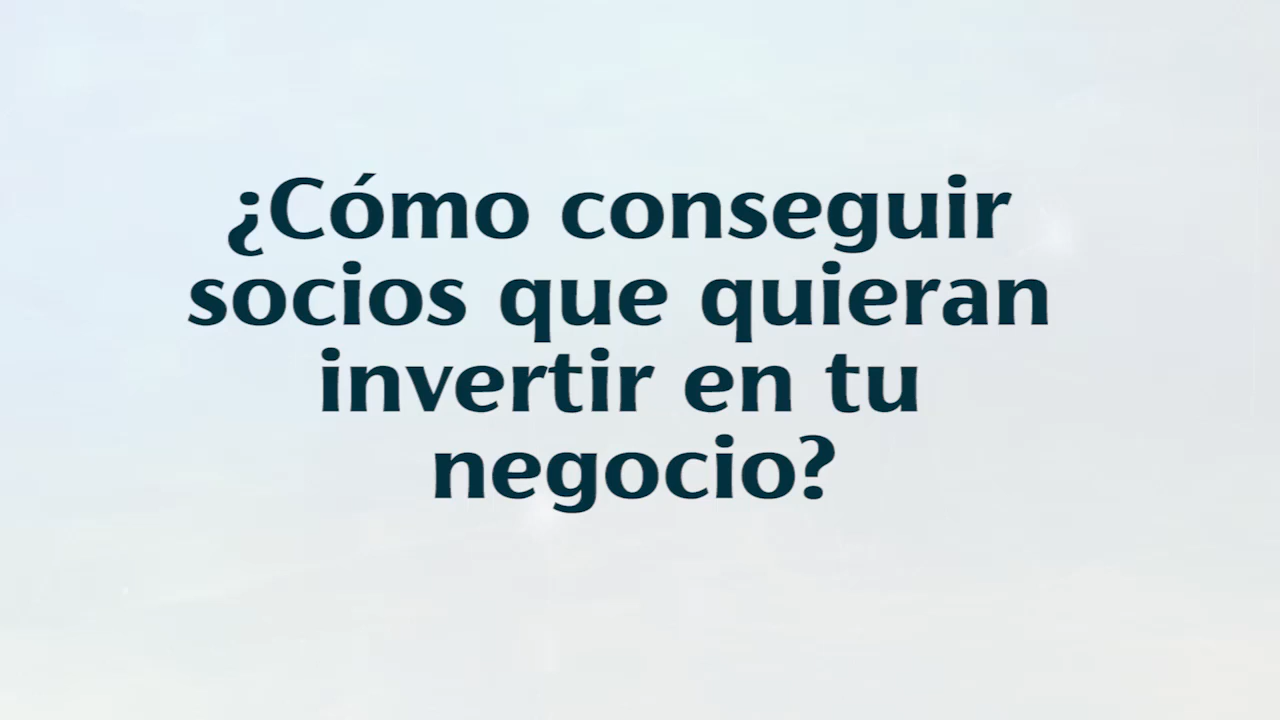 ¿Cómo conseguir
socios que quieran
invertir en tu
negocio?